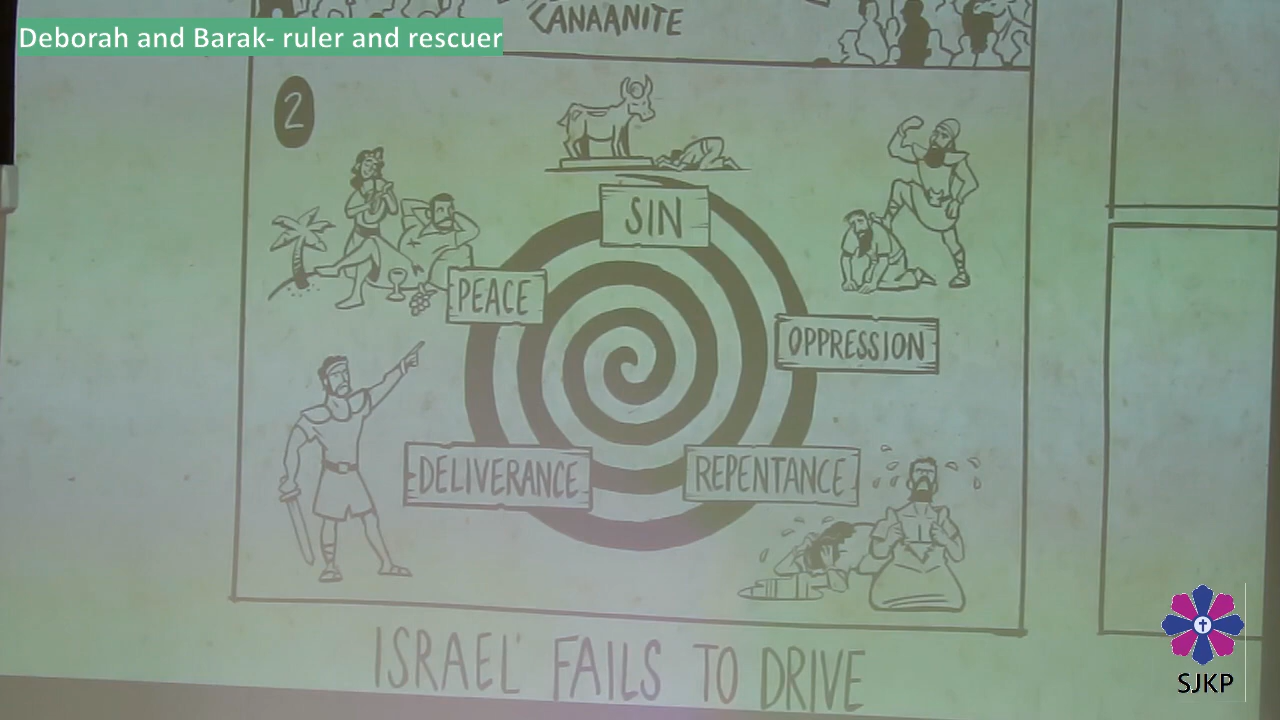 Deborah and Barak- ruler and rescuer
CANAANITE
2
SIN
PEACE
OPPRESSION
DELIVERANCE
REPENTANCE
ISRAEL FAILS TO DRIVE
SJKP